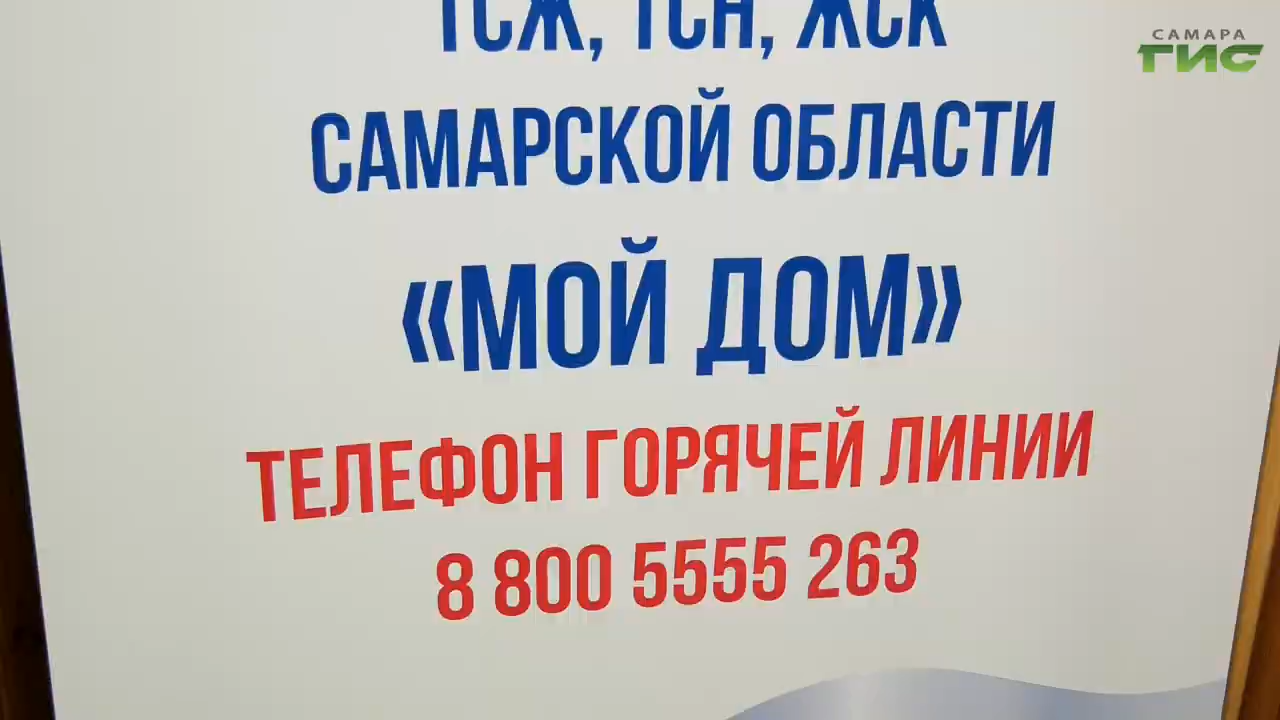 ТСЖ, ТСН, ЖСК
САМАРСКОЙ ОБЛАСТИ
«МОЙ ДОМ»
ТЕЛЕФОН ГОРЯЧЕЙ ЛИНИИ
8 800 5555 263
САМАРА
ГИС